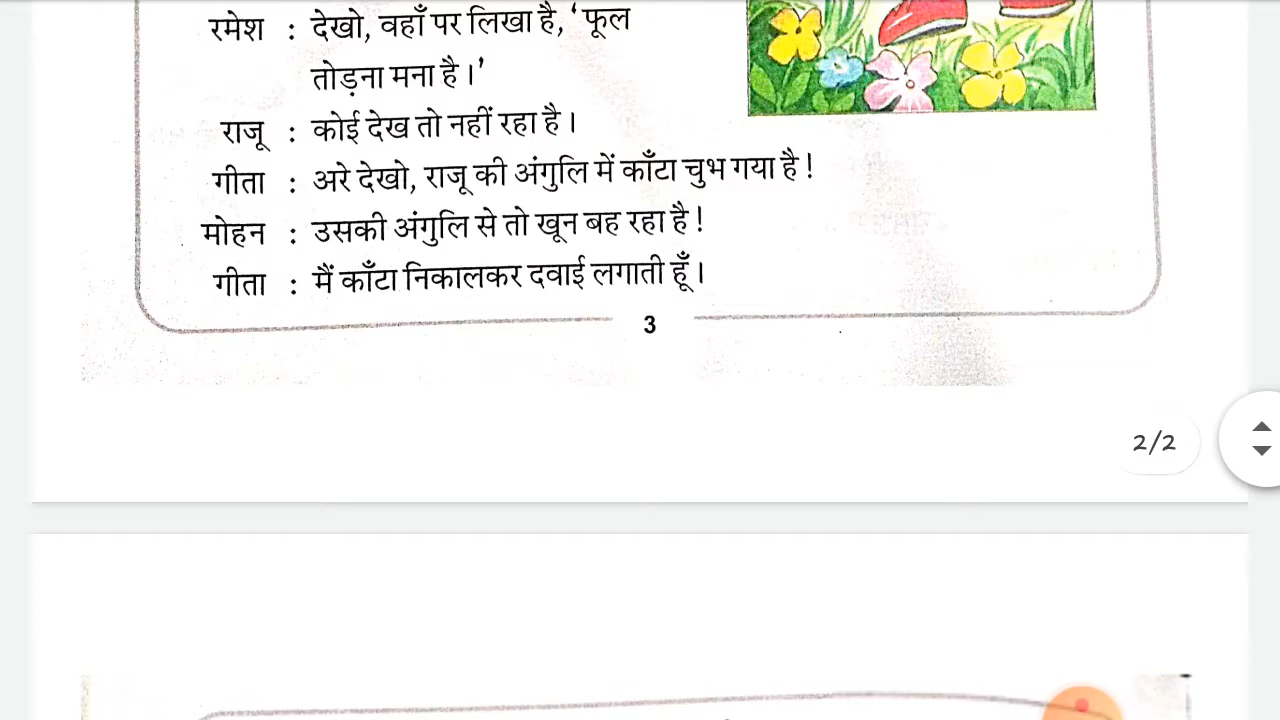 रमेश : देखो, वहाँ पर लिखा है, ‘फूल
तोड़ना मना है।’
राजू : कोई देख तो नहीं रहा है।
गीता : अरे देखो, राजू की अंगुलि में काँटा चुभ गया है!
मोहन : उसकी अंगुलि से तो खून बह रहा है!
गीता : मैं काँटा निकालकर दवाई लगाती हूँ।
3
2/2